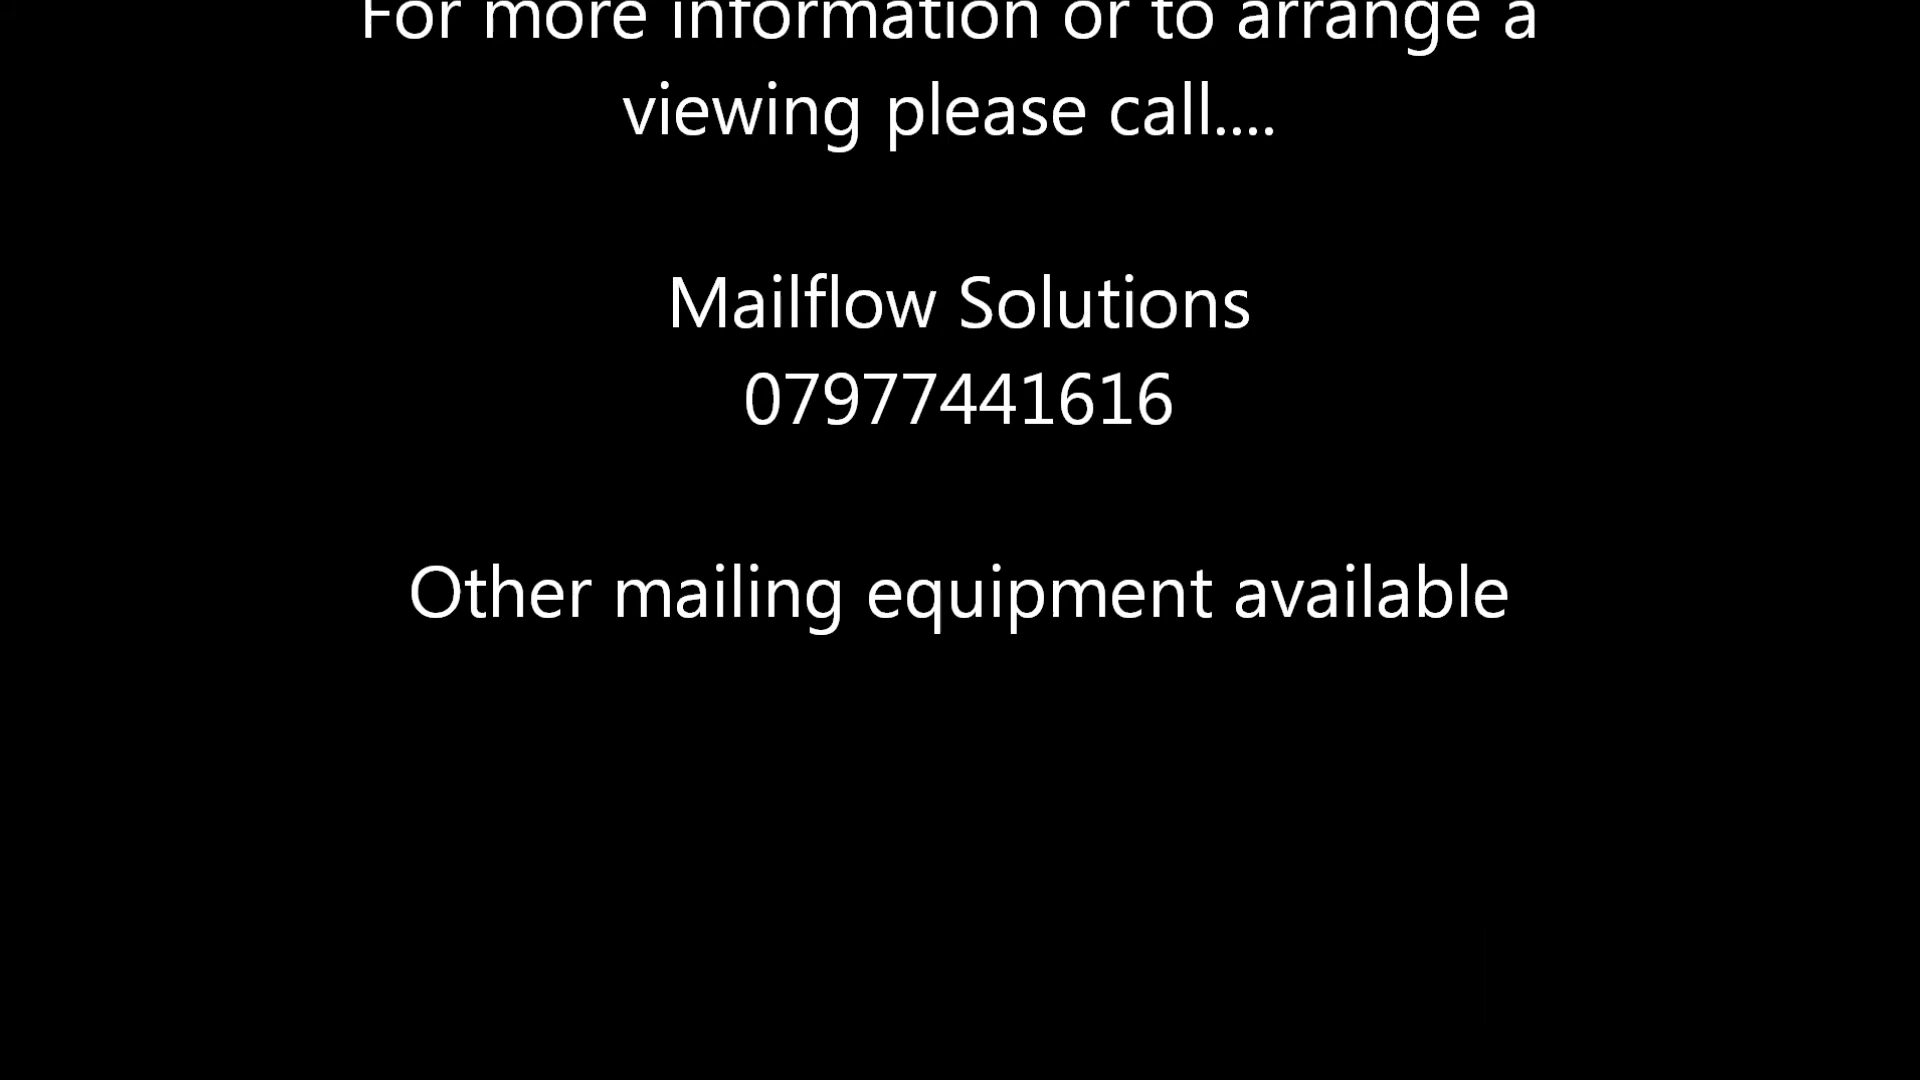 For more information or to arrange a
viewing please call....
Mailflow Solutions
07977441616
Other mailing equipment available